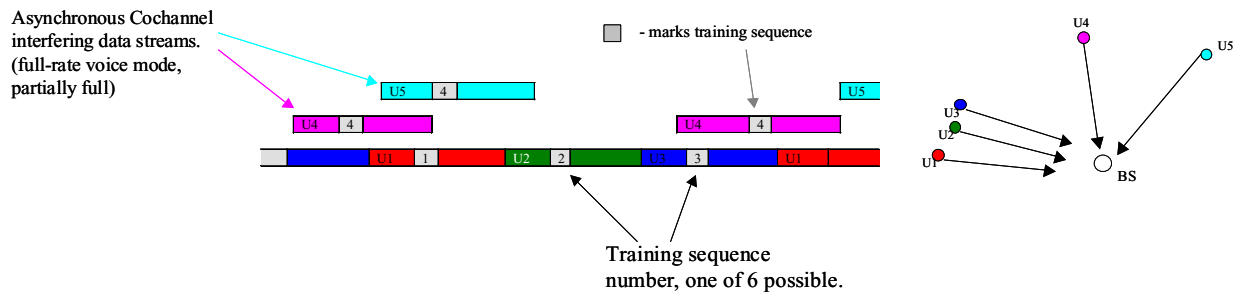 Asynchronous Cochannel
interfering data streams.
(full-rate voice mode,
partially full)
- marks training sequence
U5 4 U5
U4 4 U4 4
U1 1 U2 2 U3 3 U1
Training sequence
number, one of 6 possible.
U4
U5
U3
U2
U1
BS